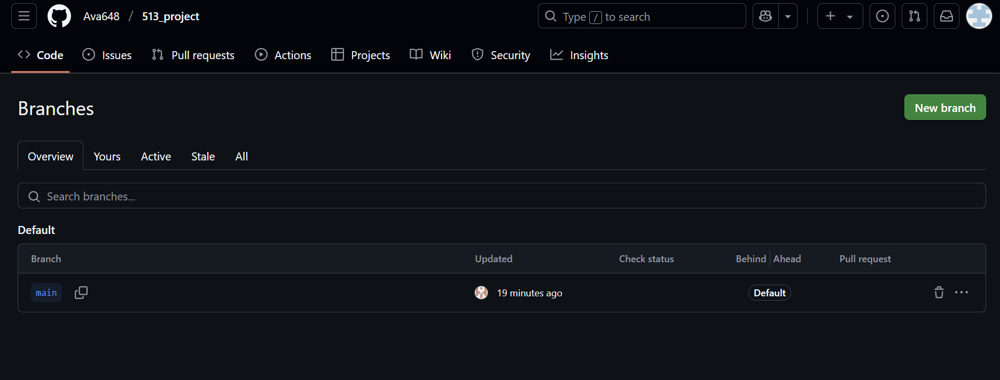 Ava648 / 513_project
Type / to search
Code Issues Pull requests Actions Projects Wiki Security Insights
Branches
New branch
Overview Yours Active Stale All
Search branches...
Default
Branch Updated Check status Behind Ahead Pull request
main 19 minutes ago Default